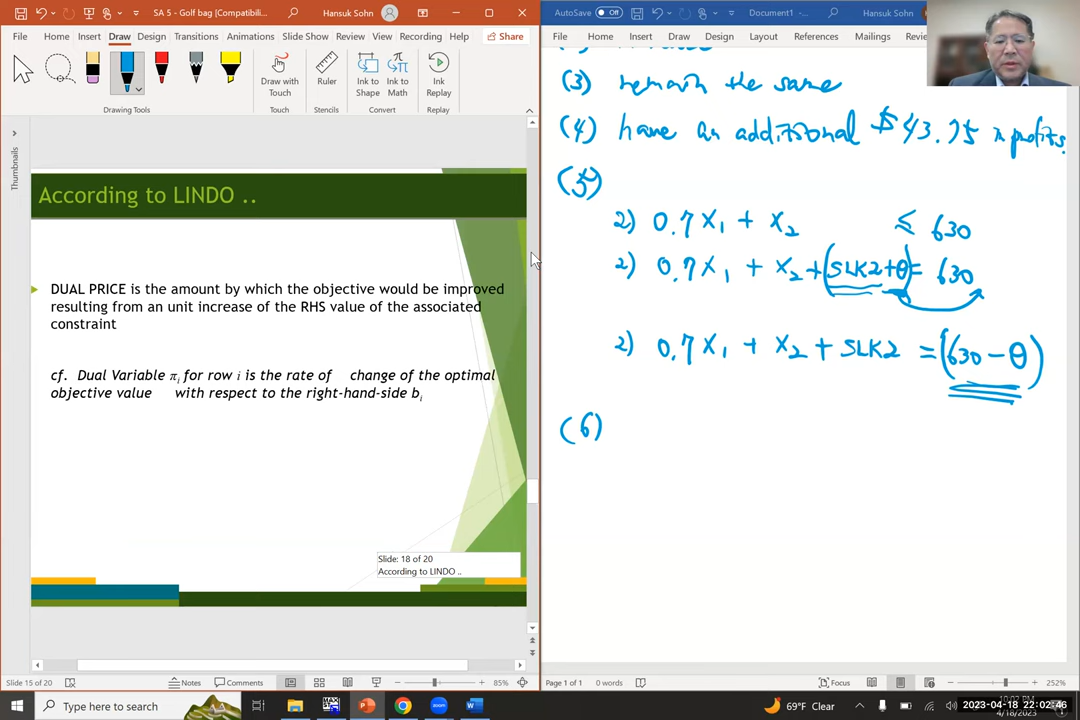 SA 5 - Golf bag [Compatibili...
Hansuk Sohn
File Home Insert Draw Design Transitions Animations Slide Show Review View Recording Help Share
Draw with Touch
Ruler
Ink to Shape
Ink to Math
Ink Replay
Drawing Tools
Touch
Stencils
Convert
Replay
Thumbnails
According to LINDO ..
DUAL PRICE is the amount by which the objective would be improved
resulting from an unit increase of the RHS value of the associated
constraint
cf. Dual Variable πi for row i is the rate of change of the optimal
objective value with respect to the right-hand-side bi
Slide: 18 of 20
According to LINDO ..
Slide 15 of 20
Notes
Comments
85%
AutoSave Off
Document1 - ...
Hansuk Sohn
File Home Insert Draw Design Layout References Mailings Review
(3) remain the same
(4) have an additional $43.75 in profits.
(5)
2) 0.7 X1 + X2 ≤ 630
2) 0.7 X1 + X2 + (SLK2 + θ) = 630
2) 0.7 X1 + X2 + SLK2 = (630 - θ)
(6)
Page 1 of 1
0 words
Focus
252%
Type here to search
69°F Clear
2023-04-18 22:02:46